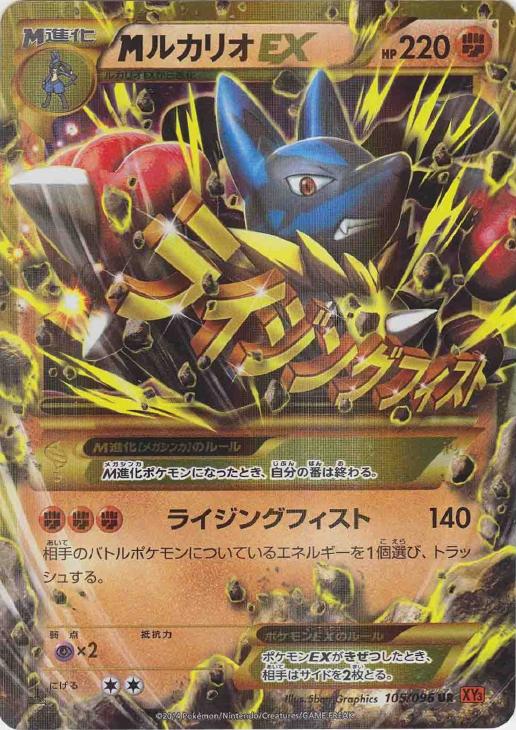 M進化
MルカリオEX
HP220
ルカリオEXから進化
ライジングフィスト
M進化[メガシンカ]のルール
M進化ポケモンになったとき、自分の番は終わる。
ライジングフィスト 140
相手のバトルポケモンについているエネルギーを1個選び、トラッ
シュする。
弱点 抵抗力
×2
ポケモンEXのルール
ポケモンEXがきぜつしたとき、
相手はサイドを2枚とる。
にげる
Illus.5ban Graphics 105/096 UR XY3
©2014 Pokémon/Nintendo/Creatures/GAME FREAK